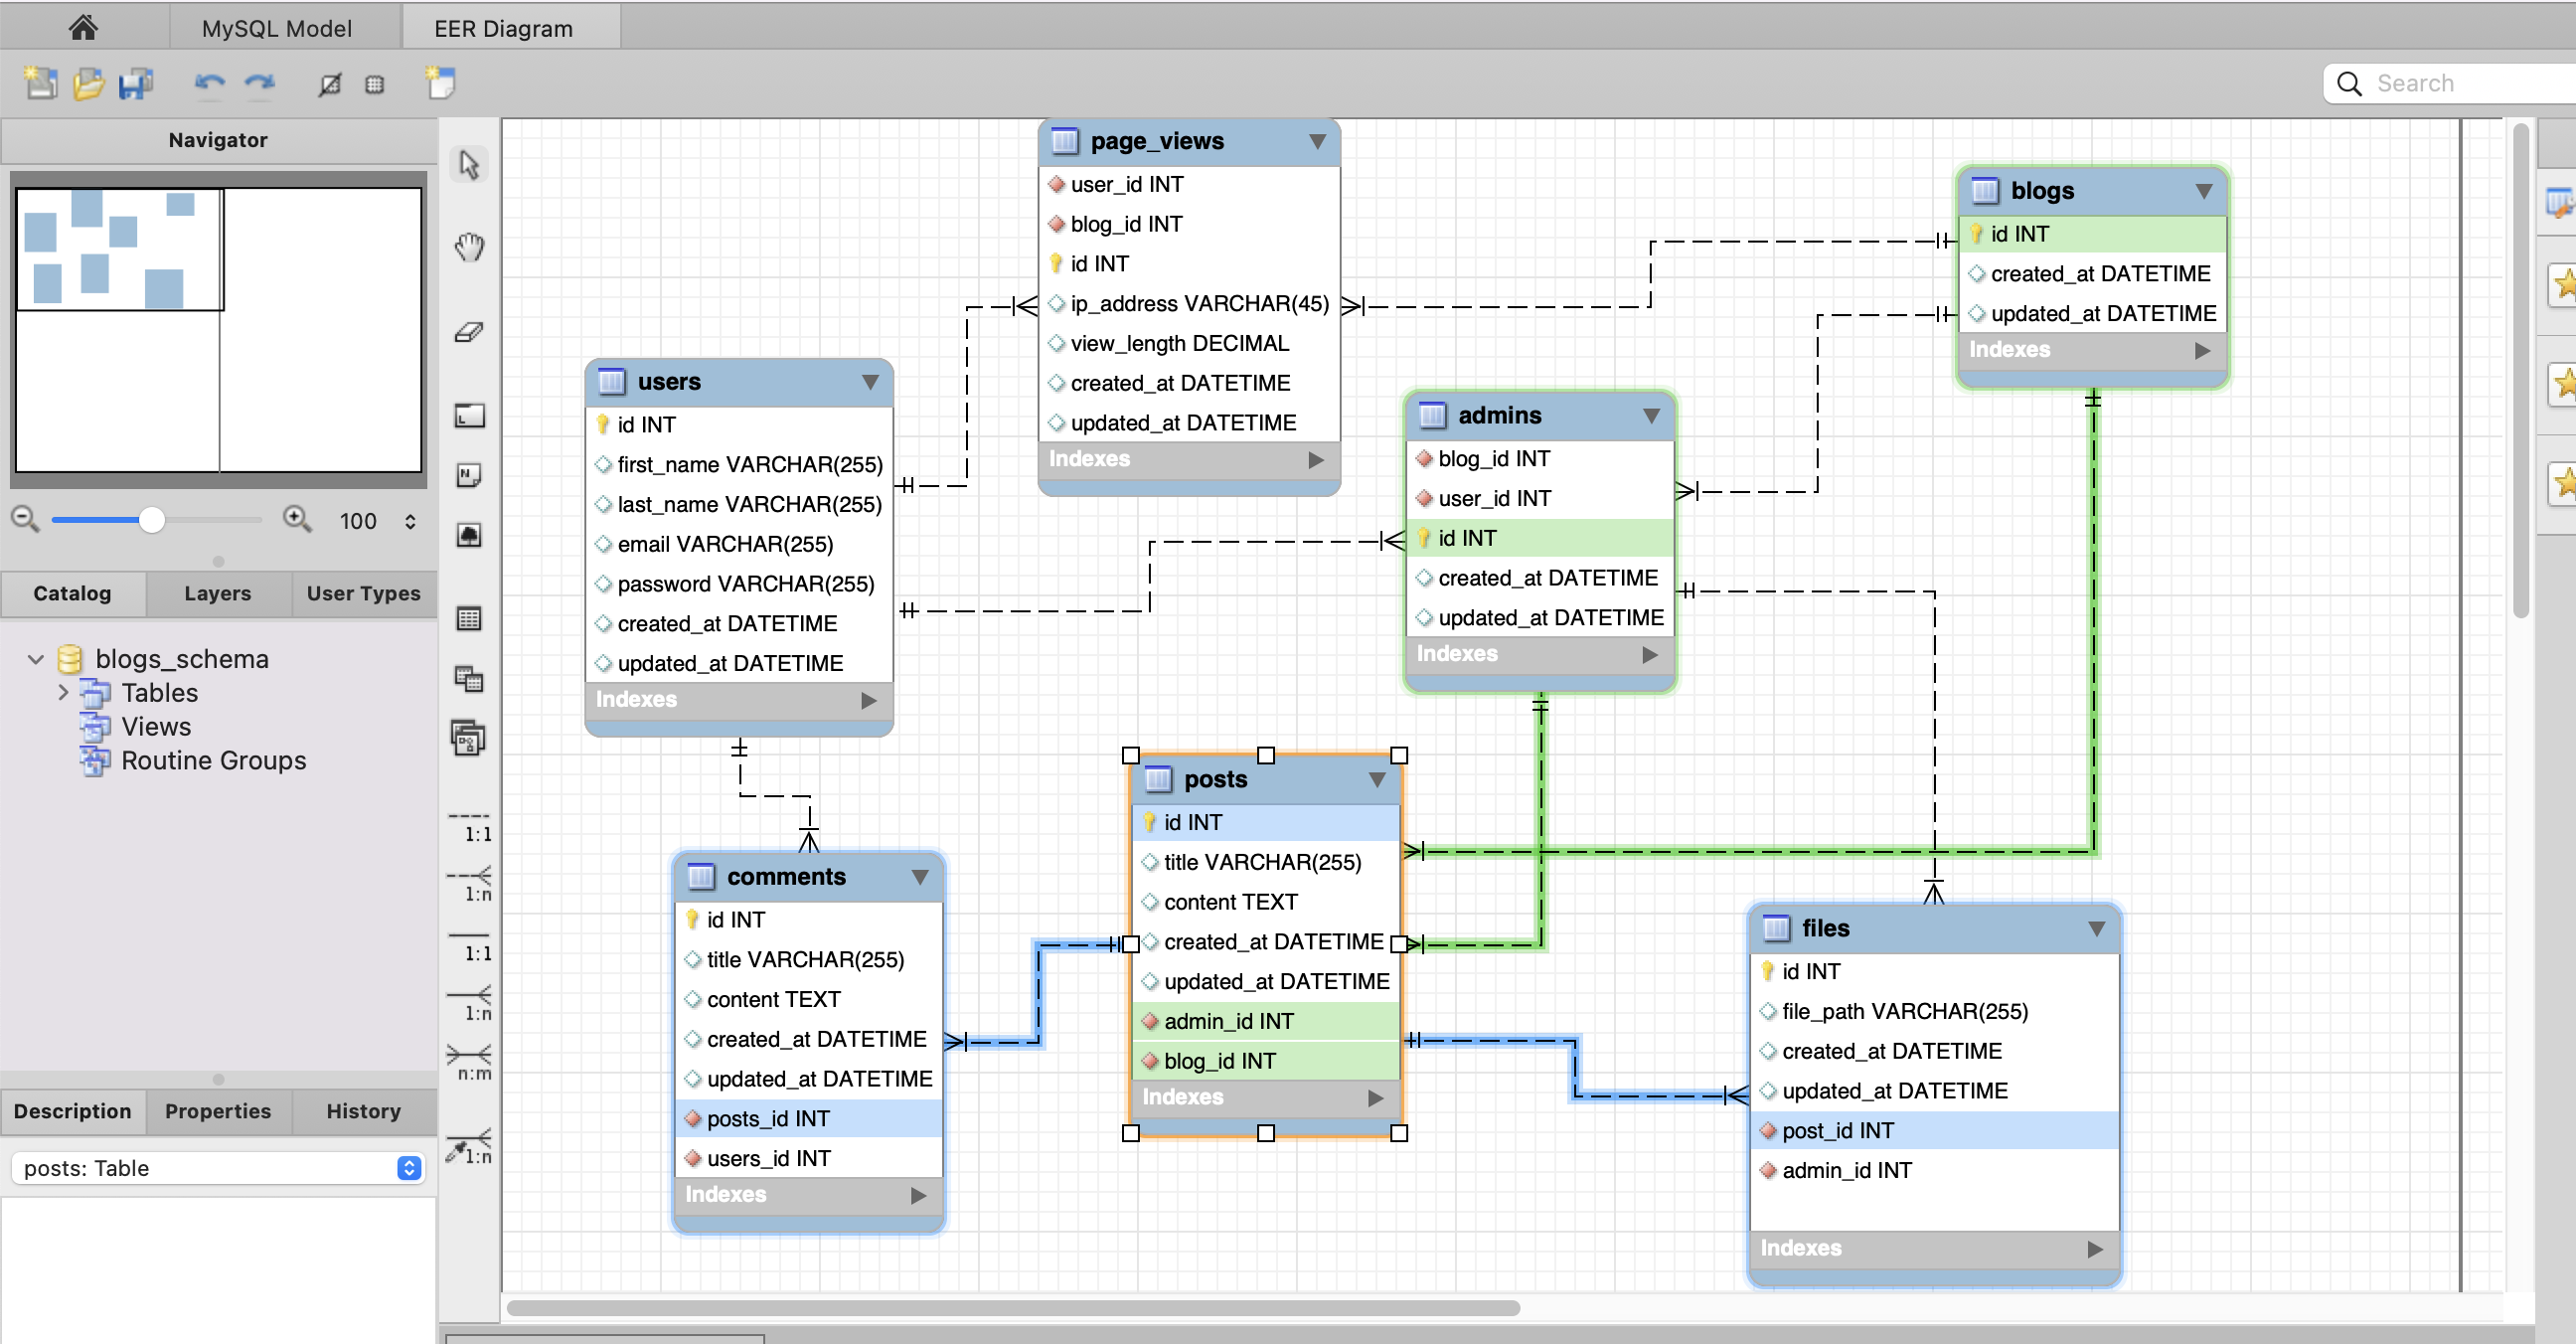 MySQL Model
EER Diagram
Search
Navigator
100
Catalog
Layers
User Types
blogs_schema
Tables
Views
Routine Groups
Description
Properties
History
posts: Table
N
1:1
1:n
1:1
1:n
n:m
1:n
page_views
user_id INT
blog_id INT
id INT
ip_address VARCHAR(45)
view_length DECIMAL
created_at DATETIME
updated_at DATETIME
Indexes
blogs
id INT
created_at DATETIME
updated_at DATETIME
Indexes
users
id INT
first_name VARCHAR(255)
last_name VARCHAR(255)
email VARCHAR(255)
password VARCHAR(255)
created_at DATETIME
updated_at DATETIME
Indexes
admins
blog_id INT
user_id INT
id INT
created_at DATETIME
updated_at DATETIME
Indexes
posts
id INT
title VARCHAR(255)
content TEXT
created_at DATETIME
updated_at DATETIME
admin_id INT
blog_id INT
Indexes
comments
id INT
title VARCHAR(255)
content TEXT
created_at DATETIME
updated_at DATETIME
posts_id INT
users_id INT
Indexes
files
id INT
file_path VARCHAR(255)
created_at DATETIME
updated_at DATETIME
post_id INT
admin_id INT
Indexes